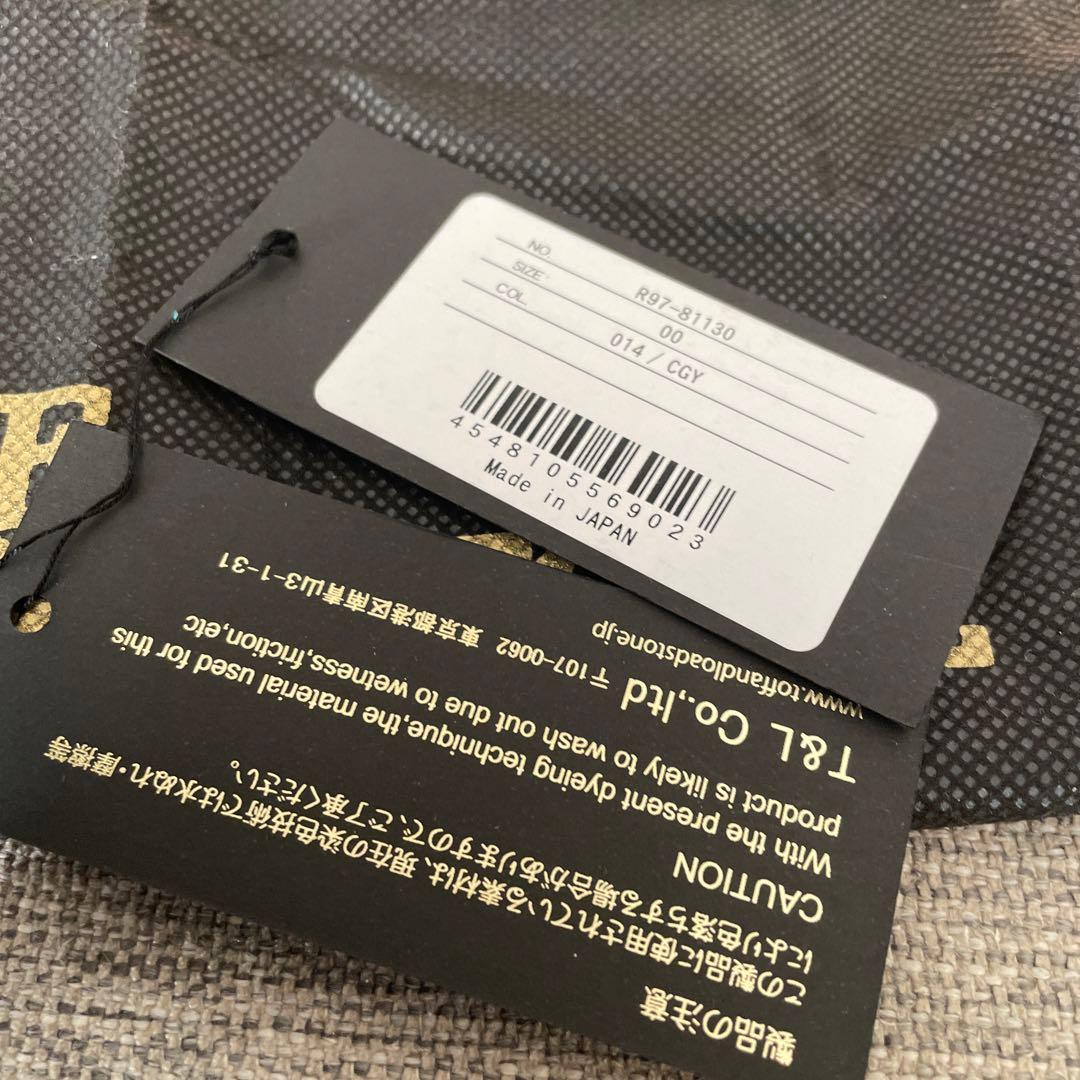 NO. R97-81130
SIZE: 00
COL. 014/CGY
4548105569023
Made in JAPAN
製品の注意
この製品に使用されている素材は、現在の染色技術では水ぬれ・摩擦等
により色落ちする場合がありますので、ご了承ください。
CAUTION
With the present dyeing technique,the material used for this
product is likely to wash out due to wetness,friction,etc
T&L Co.,ltd 〒107-0062 東京都港区南青山3-1-31
www.toffandloadstone.jp